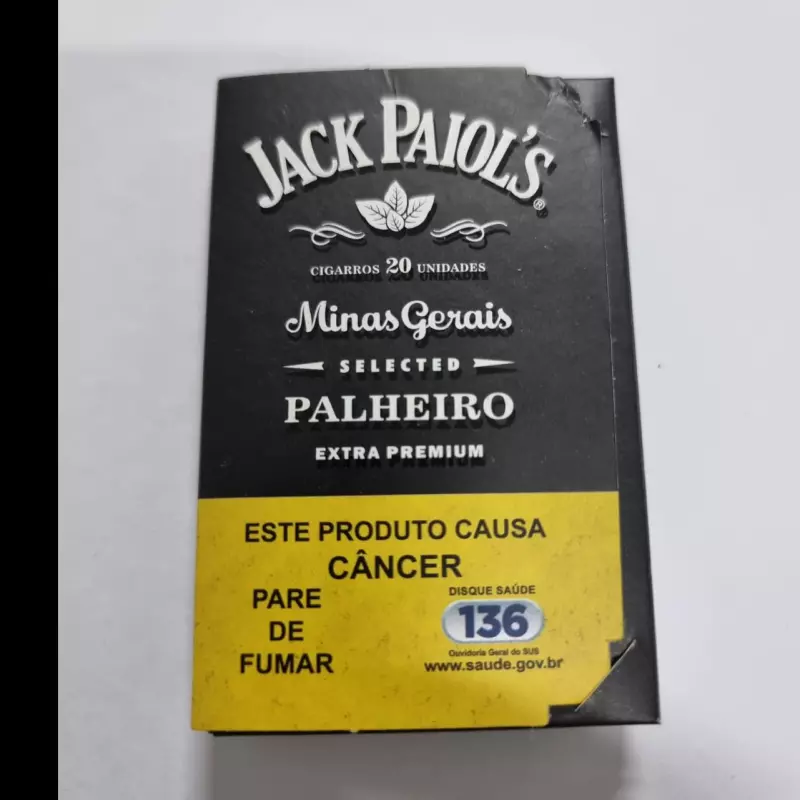 JACK PAIOL'S®
CIGARROS 20 UNIDADES
Minas Gerais
SELECTED
PALHEIRO
EXTRA PREMIUM
ESTE PRODUTO CAUSA
CÂNCER
PARE
DE
FUMAR
DISQUE SAÚDE
136
Ouvidoria Geral do SUS
www.saude.gov.br